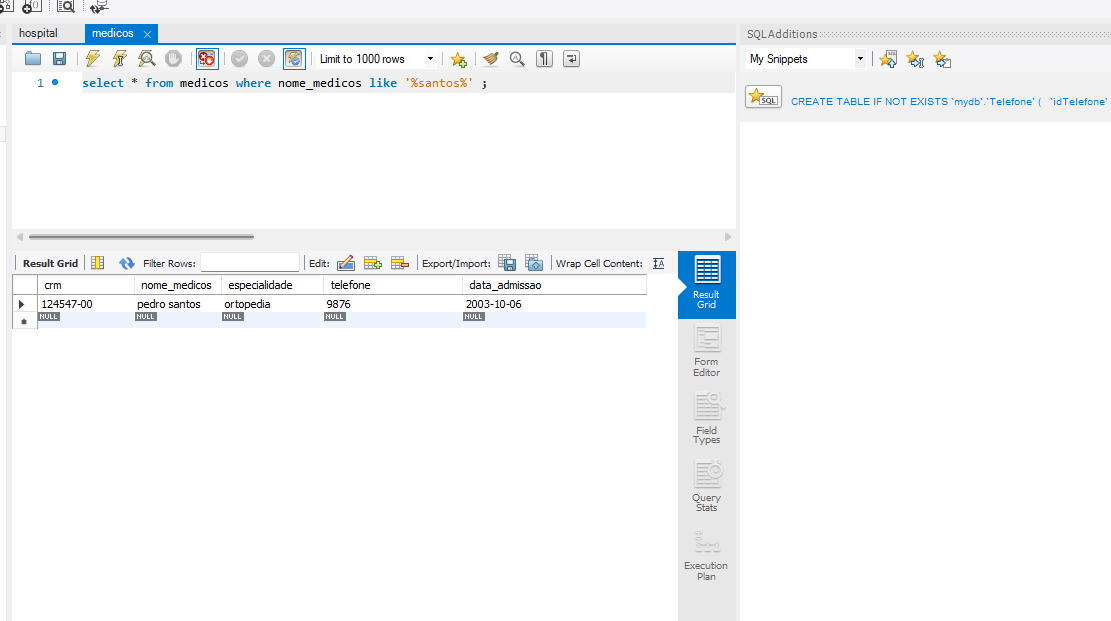 hospital medicos
SQLAdditions
Limit to 1000 rows
My Snippets
1 select * from medicos where nome_medicos like '%santos%' ;
SQL CREATE TABLE IF NOT EXISTS `mydb`.`Telefone` ( `idTelefone`
Result Grid Filter Rows: Edit: Export/Import: Wrap Cell Content: IA
crm nome_medicos especialidade telefone data_admissao
124547-00 pedro santos ortopedia 9876 2003-10-06
NULL NULL NULL NULL NULL
Result
Grid
Form
Editor
Field
Types
Query
Stats
Execution
Plan